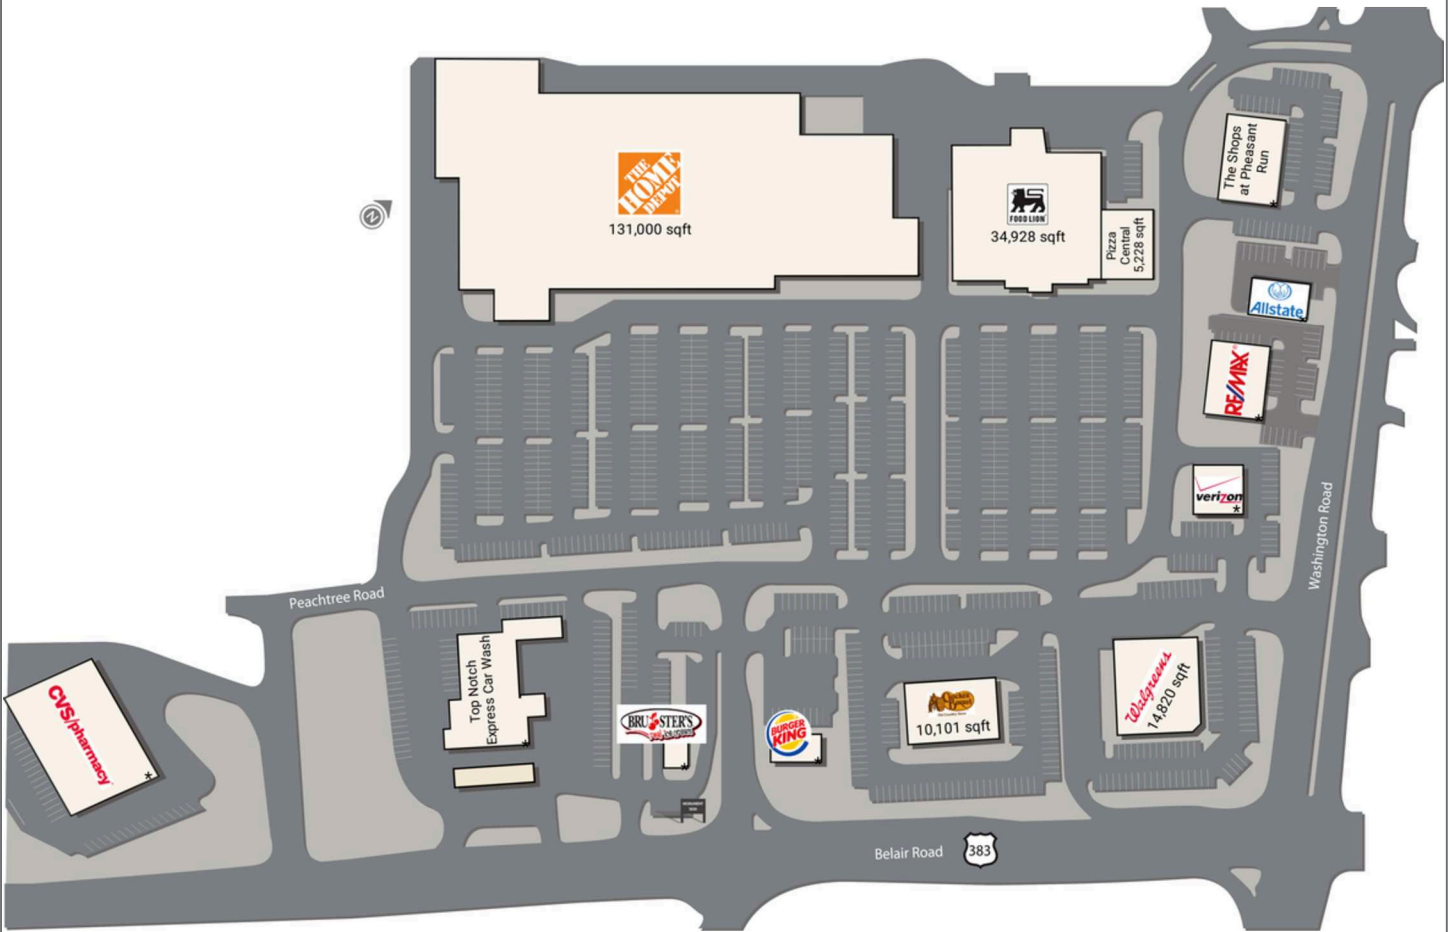 THE
HOME
DEPOT
131,000 sqft
FOOD LION
34,928 sqft
Pizza
Central
5,228 sqft
The Shops
at Pheasant
Run
*
Allstate
RE/MAX
*
verizon
*
N
Washington Road
Peachtree Road
CVS/pharmacy
*
Top Notch
Express Car Wash
*
BRUSTER'S
*
BURGER
KING
*
10,101 sqft
Walgreens
14,820 sqft
Belair Road
383